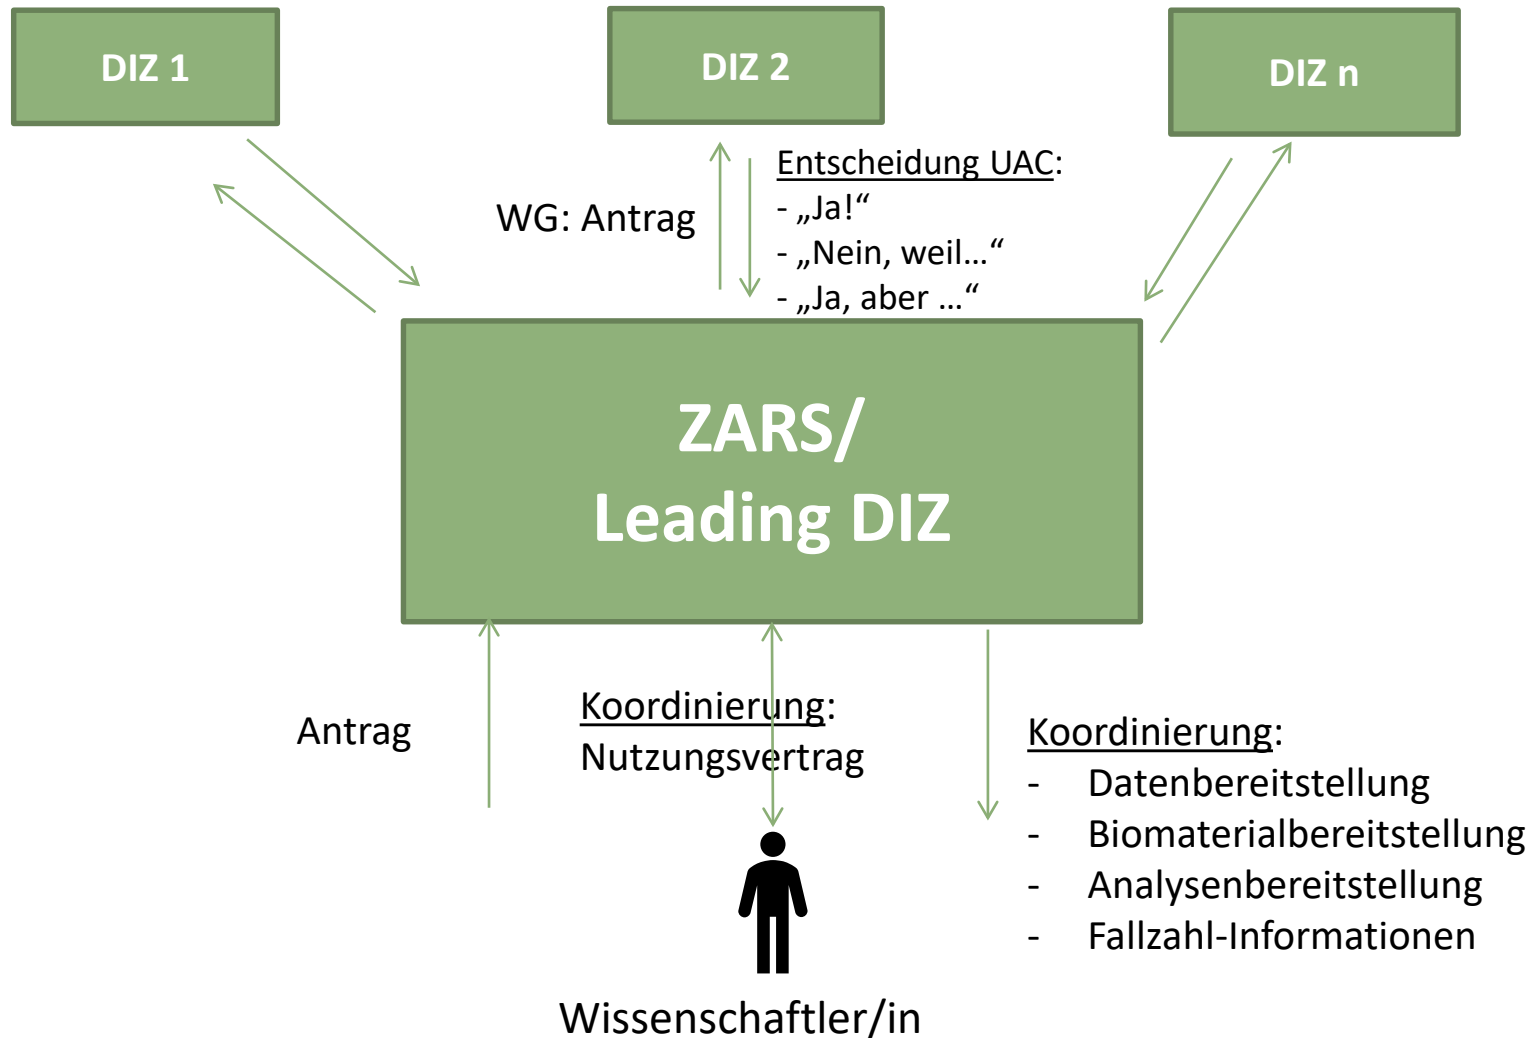 DIZ 1
DIZ 2
DIZ n
WG: Antrag
Entscheidung UAC:
- „Ja!“
- „Nein, weil…“
- „Ja, aber …“
ZARS/
Leading DIZ
Antrag
Koordinierung:
Nutzungsvertrag
Koordinierung:
- Datenbereitstellung
- Biomaterialbereitstellung
- Analysenbereitstellung
- Fallzahl-Informationen
Wissenschaftler/in